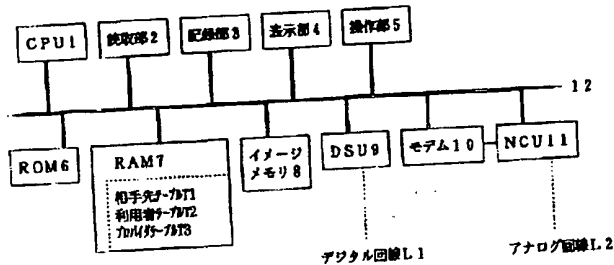 CPU1
読取部2
記録部3
表示部4
操作部5
12
ROM6
RAM7
相手先テーブルT1
利用者テーブルT2
プロバイダテーブルT3
イメージ
メモリ8
DSU9
モデム10
NCU11
デジタル回線L1
アナログ回線L2